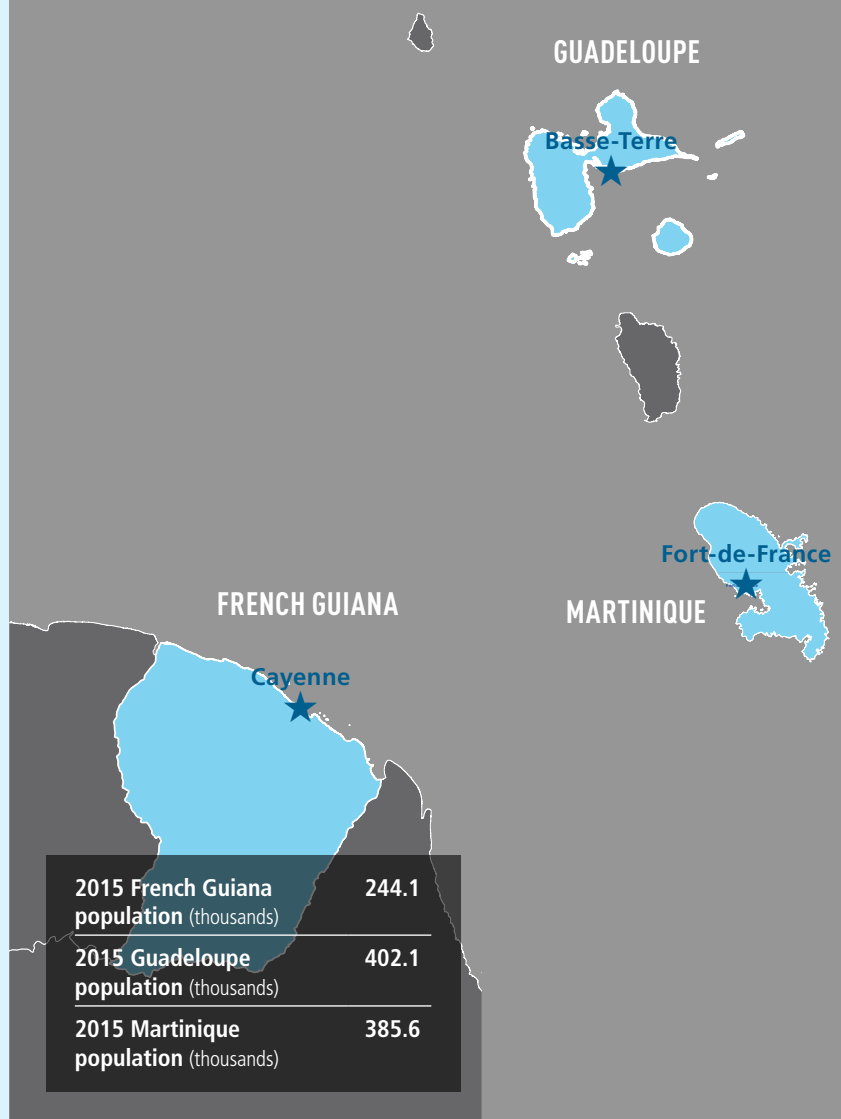 GUADELOUPE
Basse-Terre
Fort-de-France
FRENCH GUIANA
MARTINIQUE
Cayenne
2015 French Guiana 244.1
population (thousands)
2015 Guadeloupe 402.1
population (thousands)
2015 Martinique 385.6
population (thousands)